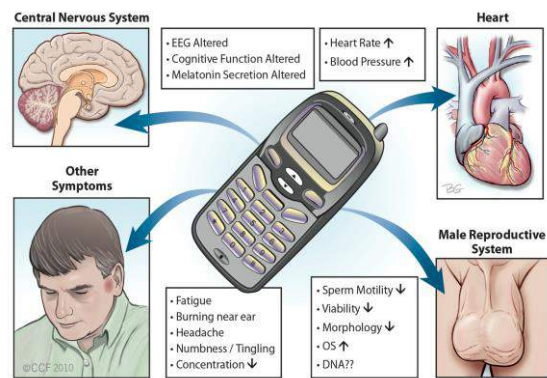 Central Nervous System
• EEG Altered
• Cognitive Function Altered
• Melatonin Secretion Altered
• Heart Rate ↑
• Blood Pressure ↑
Heart
BG
Other
Symptoms
©CCF 2010
• Fatigue
• Burning near ear
• Headache
• Numbness / Tingling
• Concentration ↓
• Sperm Motility ↓
• Viability ↓
• Morphology ↓
• OS ↑
• DNA??
Male Reproductive
System